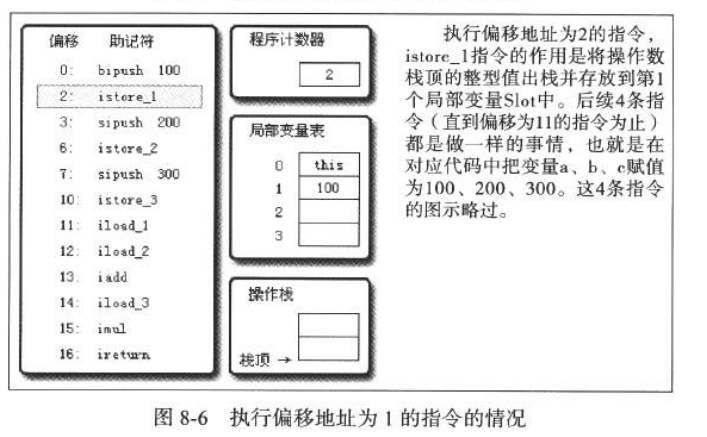 偏移 助记符
0: bipush 100
2: istore_1
3: sipush 200
6: istore_2
7: sipush 300
10: istore_3
11: iload_1
12: iload_2
13: iadd
14: iload_3
15: imul
16: ireturn
程序计数器
2
局部变量表
0 this
1 100
2
3
操作栈
栈顶 →
执行偏移地址为2的指令，
istore_1指令的作用是将操作数
栈顶的整型值出栈并存放到第1
个局部变量Slot中。后续4条指
令（直到偏移为11的指令为止）
都是做一样的事情，也就是在
对应代码中把变量a、b、c赋值
为100、200、300。这4条指令
的图示略过。
图 8-6 执行偏移地址为 1 的指令的情况